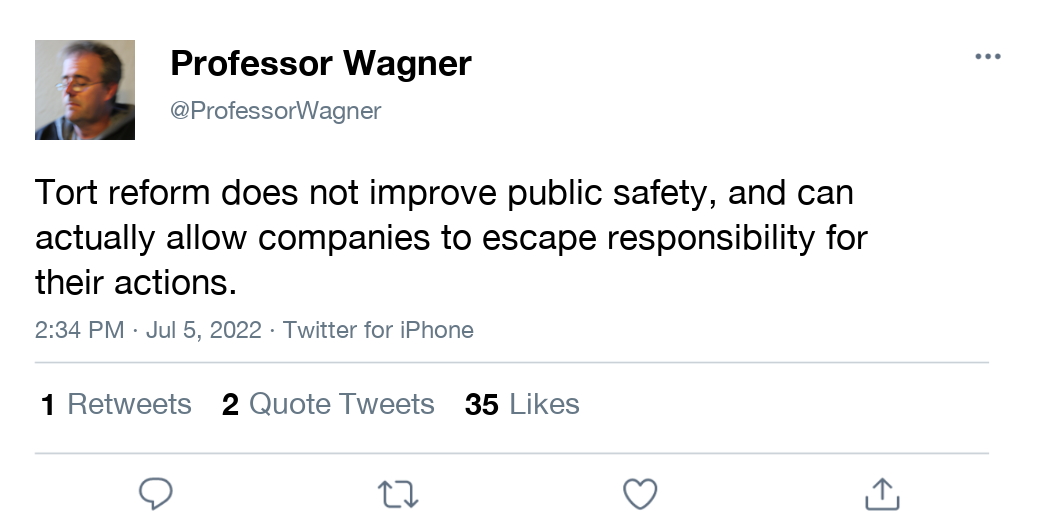 Professor Wagner
@ProfessorWagner
Tort reform does not improve public safety, and can
actually allow companies to escape responsibility for
their actions.
2:34 PM · Jul 5, 2022 · Twitter for iPhone
1 Retweets 2 Quote Tweets 35 Likes